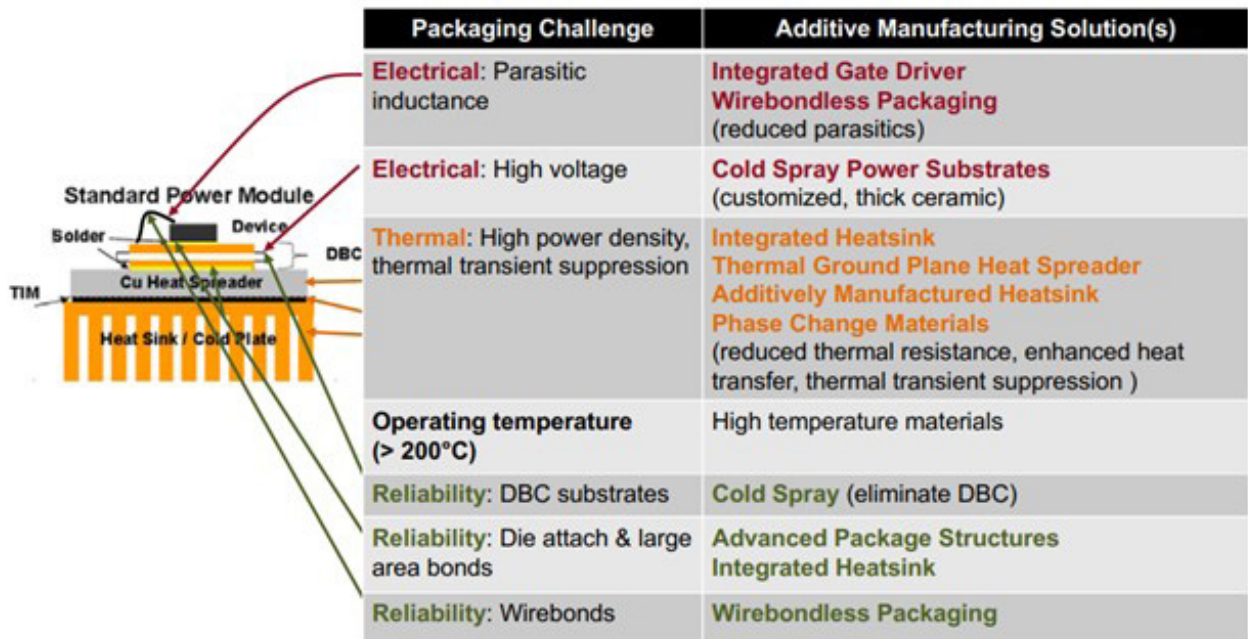 Packaging Challenge
Additive Manufacturing Solution(s)
Electrical: Parasitic
inductance
Integrated Gate Driver
Wirebondless Packaging
(reduced parasitics)
Electrical: High voltage
Cold Spray Power Substrates
(customized, thick ceramic)
Thermal: High power density,
thermal transient suppression
Integrated Heatsink
Thermal Ground Plane Heat Spreader
Additively Manufactured Heatsink
Phase Change Materials
(reduced thermal resistance, enhanced heat
transfer, thermal transient suppression )
Operating temperature
(> 200°C)
High temperature materials
Reliability: DBC substrates
Cold Spray (eliminate DBC)
Reliability: Die attach & large
area bonds
Advanced Package Structures
Integrated Heatsink
Reliability: Wirebonds
Wirebondless Packaging
Standard Power Module
Device
Solder
DBC
Cu Heat Spreader
TIM
Heat Sink / Cold Plate